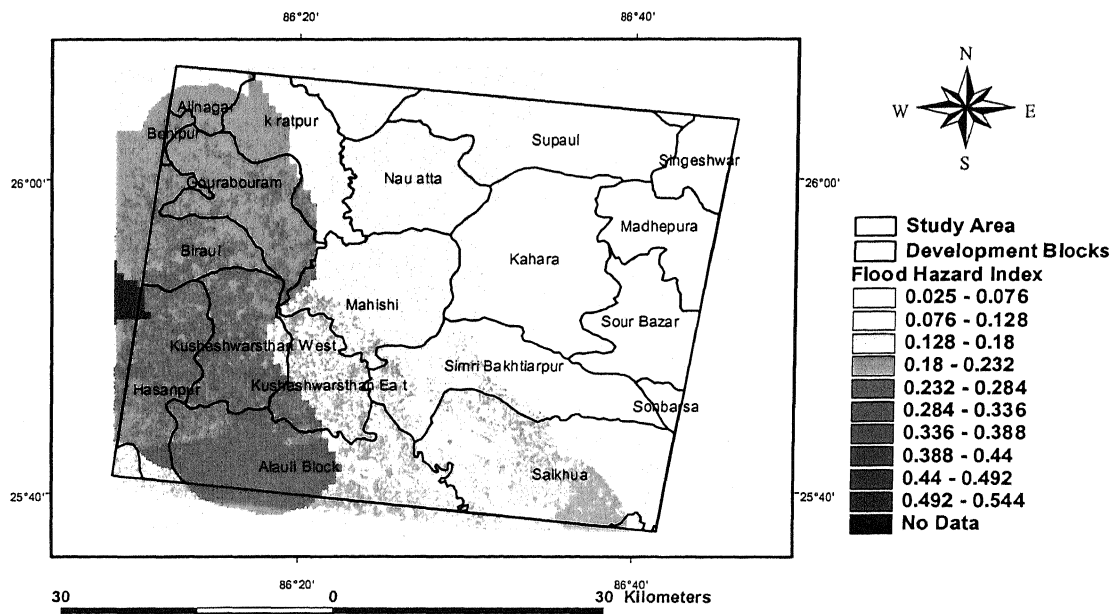 86°20' 86°40'
N
W E
S
26°00' 26°00'
25°40' 25°40'
Alinagar
k ratpur
Benipur
Supaul
Singeshwar
Nau atta
Gourabouram
Madhepura
Biraul
Kahara
Mahishi
Sour Bazar
Kusheshwarsthan West
Simri Bakhtiarpur
Hasanpur
Kusheshwarsthan Ea t
Sonbarsa
Alauli Block
Salkhua
Study Area
Development Blocks
Flood Hazard Index
0.025 - 0.076
0.076 - 0.128
0.128 - 0.18
0.18 - 0.232
0.232 - 0.284
0.284 - 0.336
0.336 - 0.388
0.388 - 0.44
0.44 - 0.492
0.492 - 0.544
No Data
86°20' 86°40'
30 0 30 Kilometers